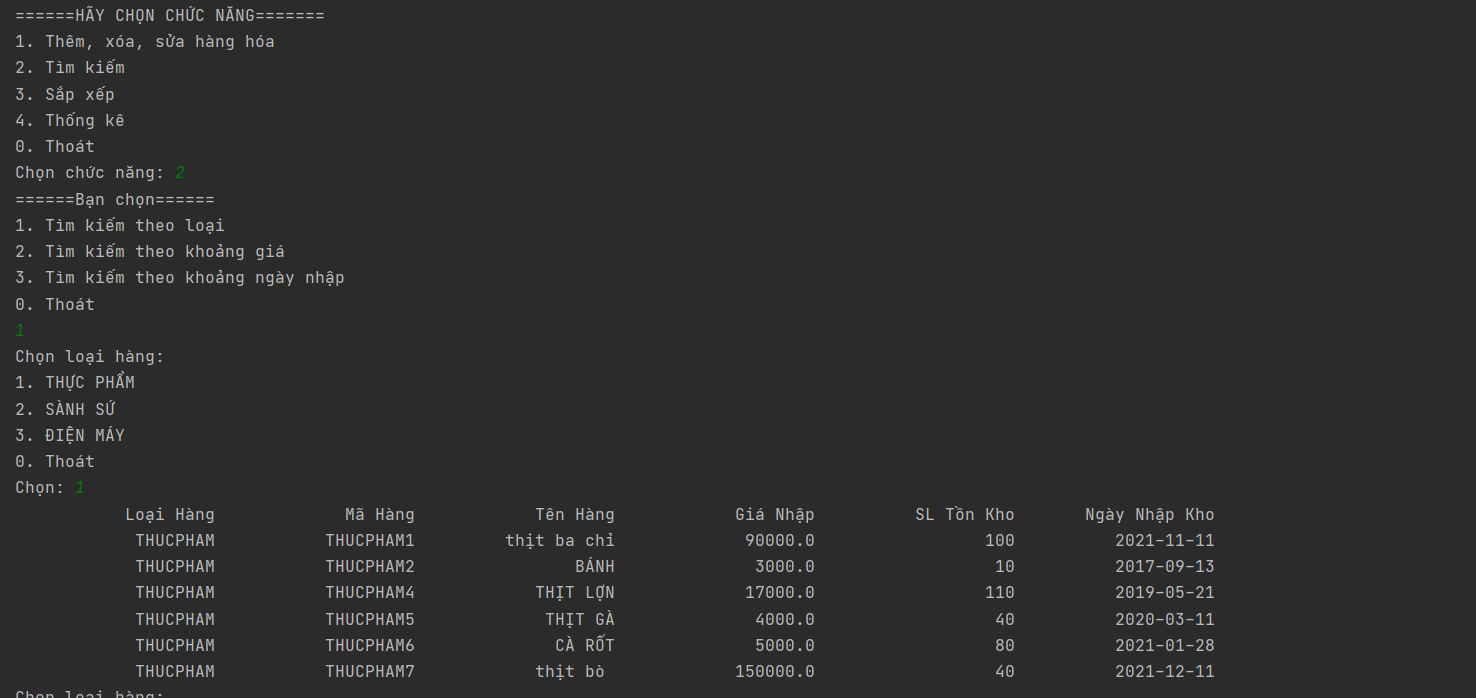 ======HÃY CHỌN CHỨC NĂNG=======
1. Thêm, xóa, sửa hàng hóa
2. Tìm kiếm
3. Sắp xếp
4. Thống kê
0. Thoát
Chọn chức năng: 2
======Bạn chọn======
1. Tìm kiếm theo loại
2. Tìm kiếm theo khoảng giá
3. Tìm kiếm theo khoảng ngày nhập
0. Thoát
1
Chọn loại hàng:
1. THỰC PHẨM
2. SÀNH SỨ
3. ĐIỆN MÁY
0. Thoát
Chọn: 1
Loại Hàng Mã Hàng Tên Hàng Giá Nhập SL Tồn Kho Ngày Nhập Kho
THUCPHAM THUCPHAM1 thịt ba chỉ 90000.0 100 2021-11-11
THUCPHAM THUCPHAM2 BÁNH 3000.0 10 2017-09-13
THUCPHAM THUCPHAM4 THỊT LỢN 17000.0 110 2019-05-21
THUCPHAM THUCPHAM5 THỊT GÀ 4000.0 40 2020-03-11
THUCPHAM THUCPHAM6 CÀ RỐT 5000.0 80 2021-01-28
THUCPHAM THUCPHAM7 thịt bò 150000.0 40 2021-12-11
Chọn loại hàng: